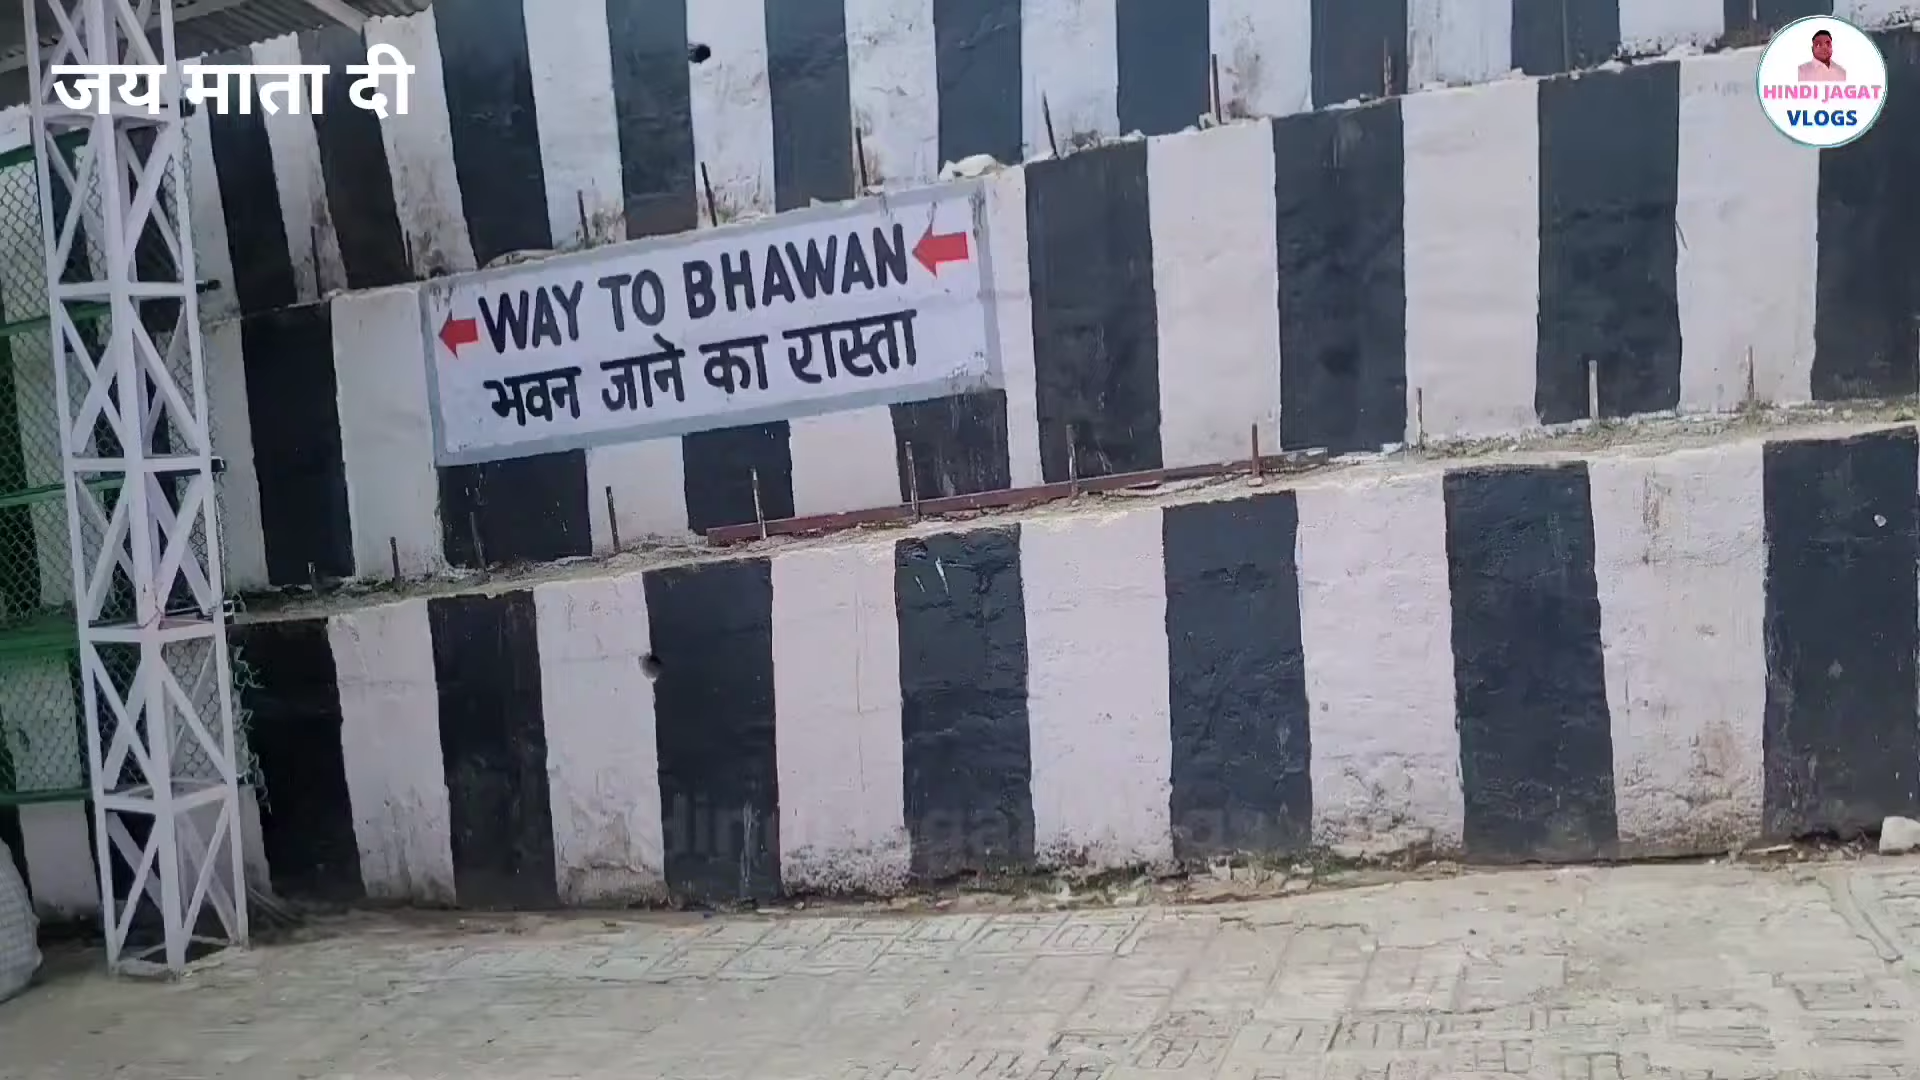 जय माता दी
HINDI JAGAT
VLOGS
WAY TO BHAWAN
भवन जाने का रास्ता